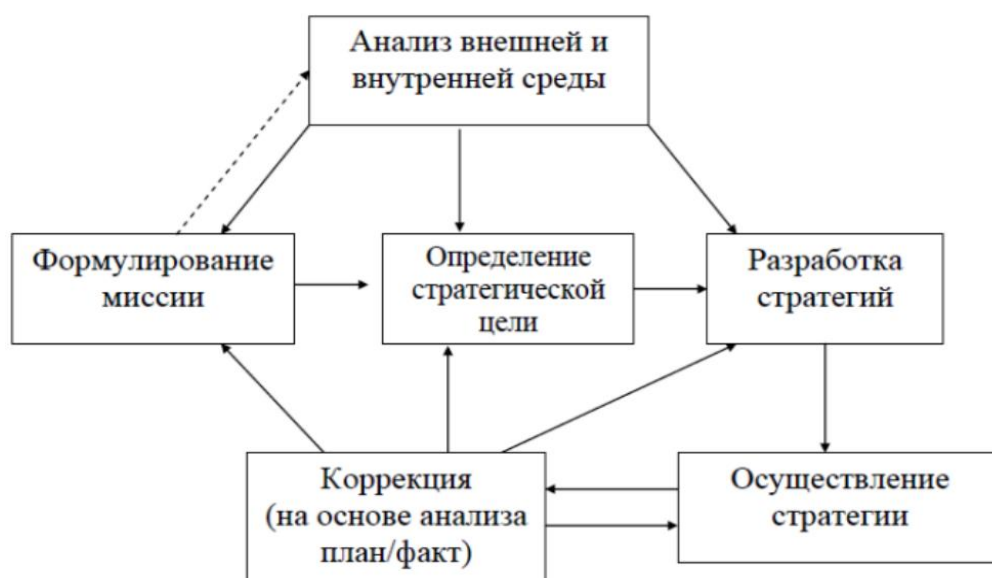 Анализ внешней и
внутренней среды
Формулирование
миссии
Определение
стратегической
цели
Разработка
стратегий
Коррекция
(на основе анализа
план/факт)
Осуществление
стратегии